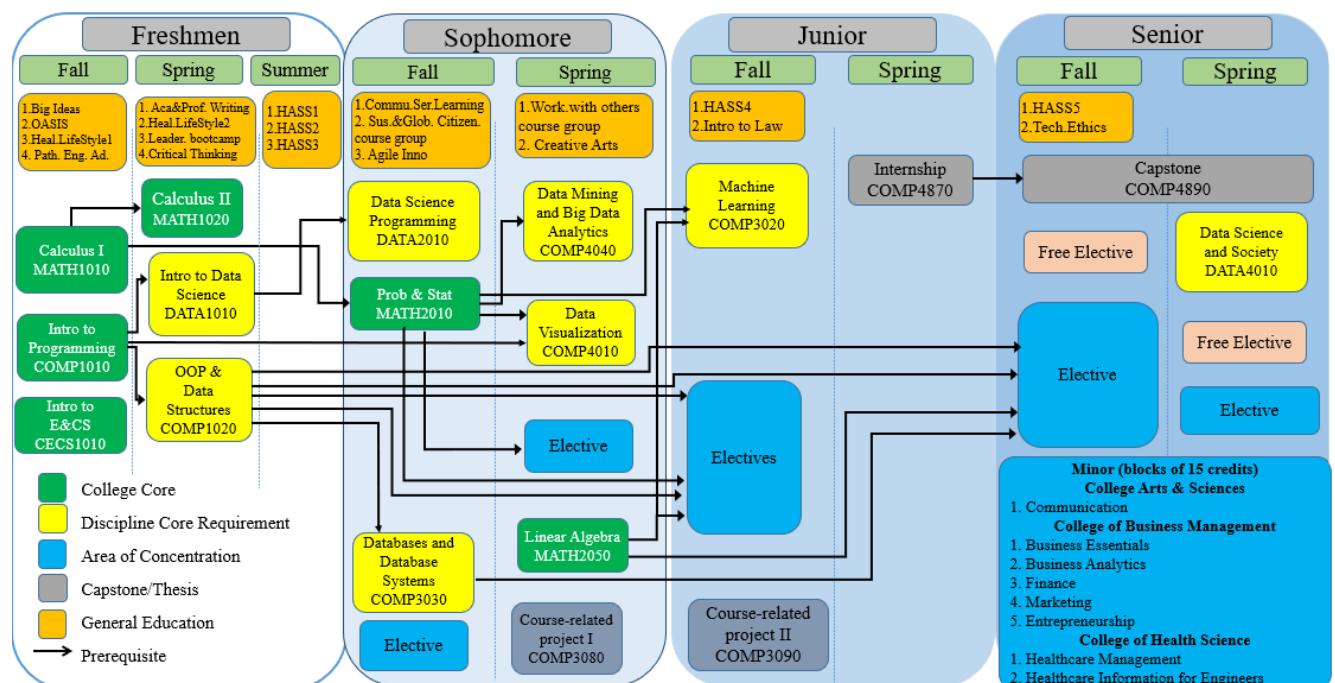 Freshmen
Fall
Spring
Summer
1.Big Ideas
2.OASIS
3.Heal.LifeStyle1
4. Path. Eng. Ad.
1. Aca&Prof. Writing
2.Heal.LifeStyle2
3.Leader. bootcamp
4.Critical Thinking
1.HASS1
2.HASS2
3.HASS3
Calculus I
MATH1010
Intro to
Programming
COMP1010
Intro to
E&CS
CECS1010
Calculus II
MATH1020
Intro to Data
Science
DATA1010
OOP &
Data
Structures
COMP1020
College Core
Discipline Core Requirement
Area of Concentration
Capstone/Thesis
General Education
Prerequisite
Sophomore
Fall
Spring
1.Commu.Ser.Learning
2. Sus.&Glob. Citizen.
course group
3. Agile Inno
1.Work.with others
course group
2. Creative Arts
Data Science
Programming
DATA2010
Prob & Stat
MATH2010
Databases and
Database
Systems
COMP3030
Elective
Data Mining
and Big Data
Analytics
COMP4040
Data
Visualization
COMP4010
Elective
Linear Algebra
MATH2050
Course-related
project I
COMP3080
Junior
Fall
Spring
1.HASS4
2.Intro to Law
Machine
Learning
COMP3020
Electives
Course-related
project II
COMP3090
Internship
COMP4870
Senior
Fall
Spring
1.HASS5
2.Tech.Ethics
Capstone
COMP4890
Free Elective
Elective
Data Science
and Society
DATA4010
Free Elective
Elective
Minor (blocks of 15 credits)
College Arts & Sciences
1. Communication
College of Business Management
1. Business Essentials
2. Business Analytics
3. Finance
4. Marketing
5. Entrepreneurship
College of Health Science
1. Healthcare Management
2. Healthcare Information for Engineers